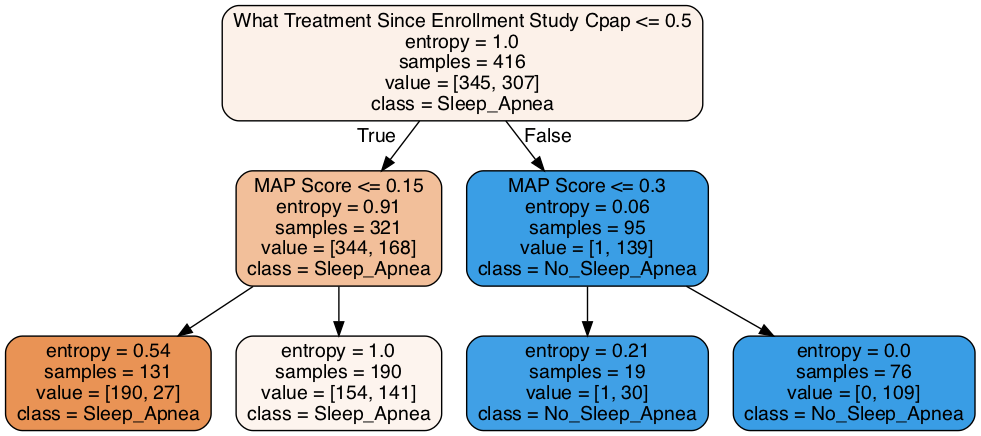 What Treatment Since Enrollment Study Cpap <= 0.5
entropy = 1.0
samples = 416
value = [345, 307]
class = Sleep_Apnea
True
False
MAP Score <= 0.15
entropy = 0.91
samples = 321
value = [344, 168]
class = Sleep_Apnea
MAP Score <= 0.3
entropy = 0.06
samples = 95
value = [1, 139]
class = No_Sleep_Apnea
entropy = 0.54
samples = 131
value = [190, 27]
class = Sleep_Apnea
entropy = 1.0
samples = 190
value = [154, 141]
class = Sleep_Apnea
entropy = 0.21
samples = 19
value = [1, 30]
class = No_Sleep_Apnea
entropy = 0.0
samples = 76
value = [0, 109]
class = No_Sleep_Apnea